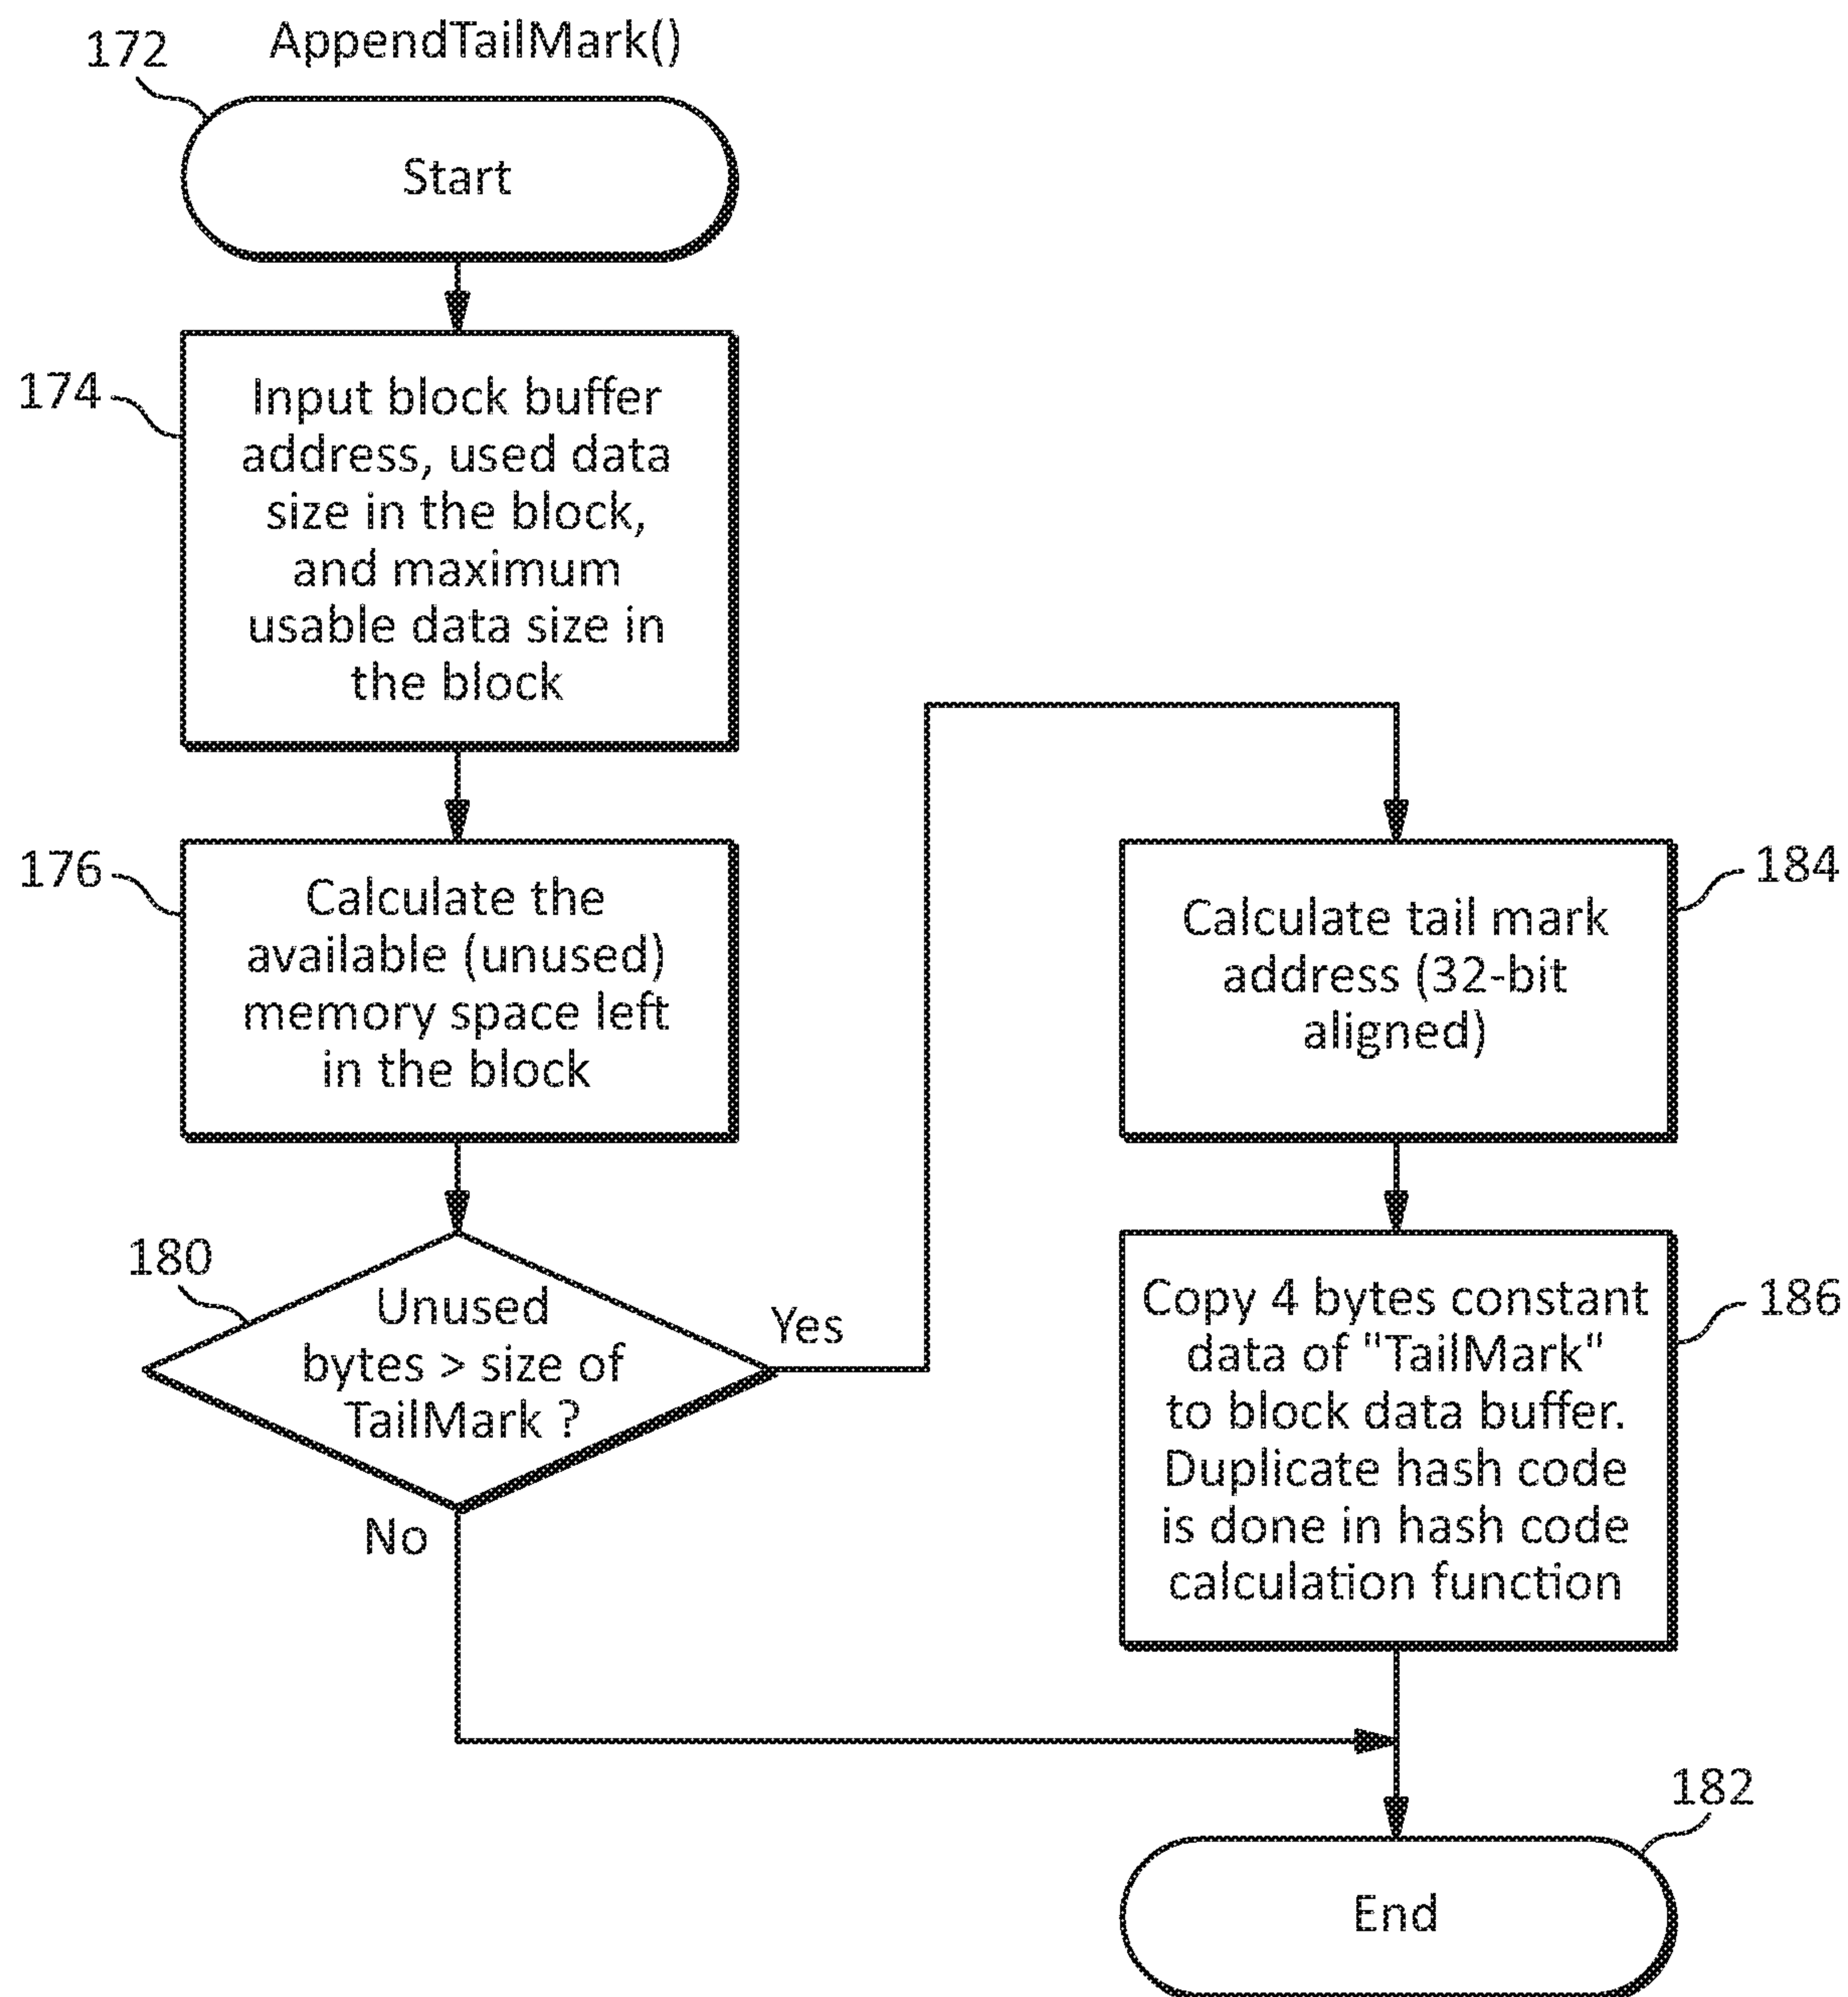 172
AppendTailMark()
Start
174
Input block buffer
address, used data
size in the block,
and maximum
usable data size in
the block
176
Calculate the
available (unused)
memory space left
in the block
180
Unused
bytes > size of
TailMark ?
Yes
No
184
Calculate tail mark
address (32-bit
aligned)
186
Copy 4 bytes constant
data of "TailMark"
to block data buffer.
Duplicate hash code
is done in hash code
calculation function
182
End